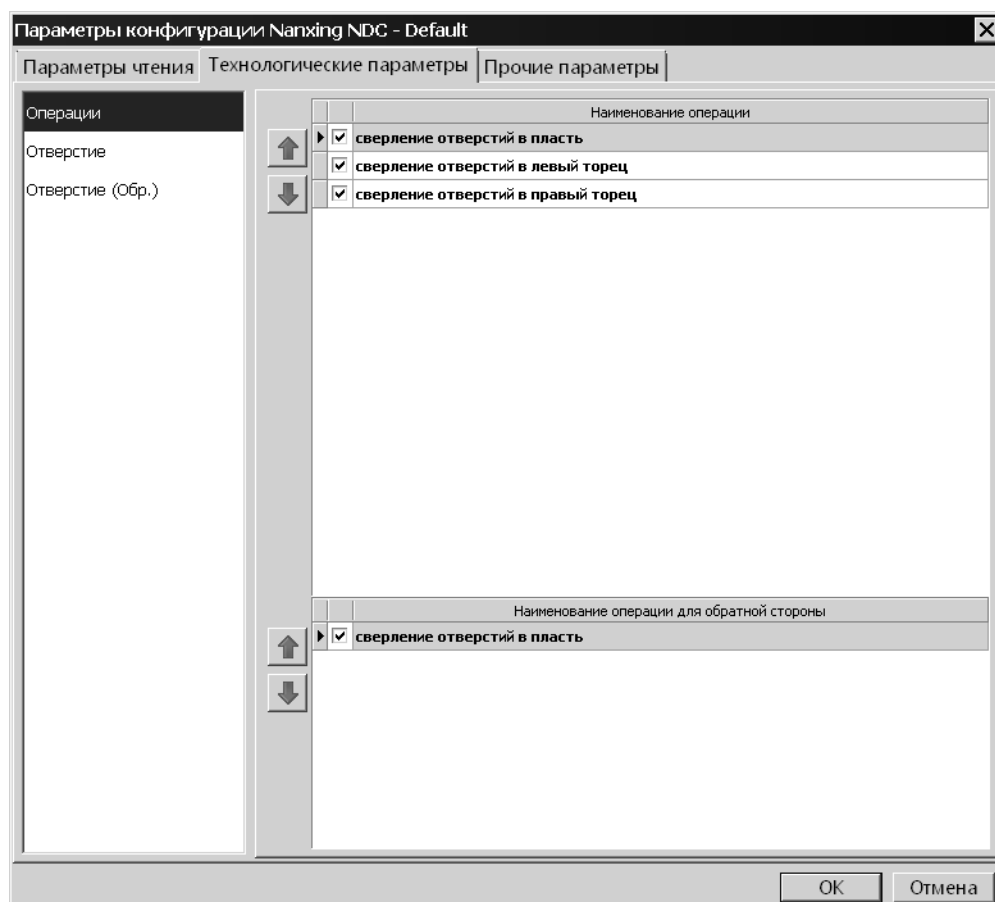 Параметры конфигурации Nanxing NDC - Default
Параметры чтения Технологические параметры Прочие параметры
Операции
Отверстие
Отверстие (Обр.)
Наименование операции
сверление отверстий в пласть
сверление отверстий в левый торец
сверление отверстий в правый торец
Наименование операции для обратной стороны
сверление отверстий в пласть
OK Отмена